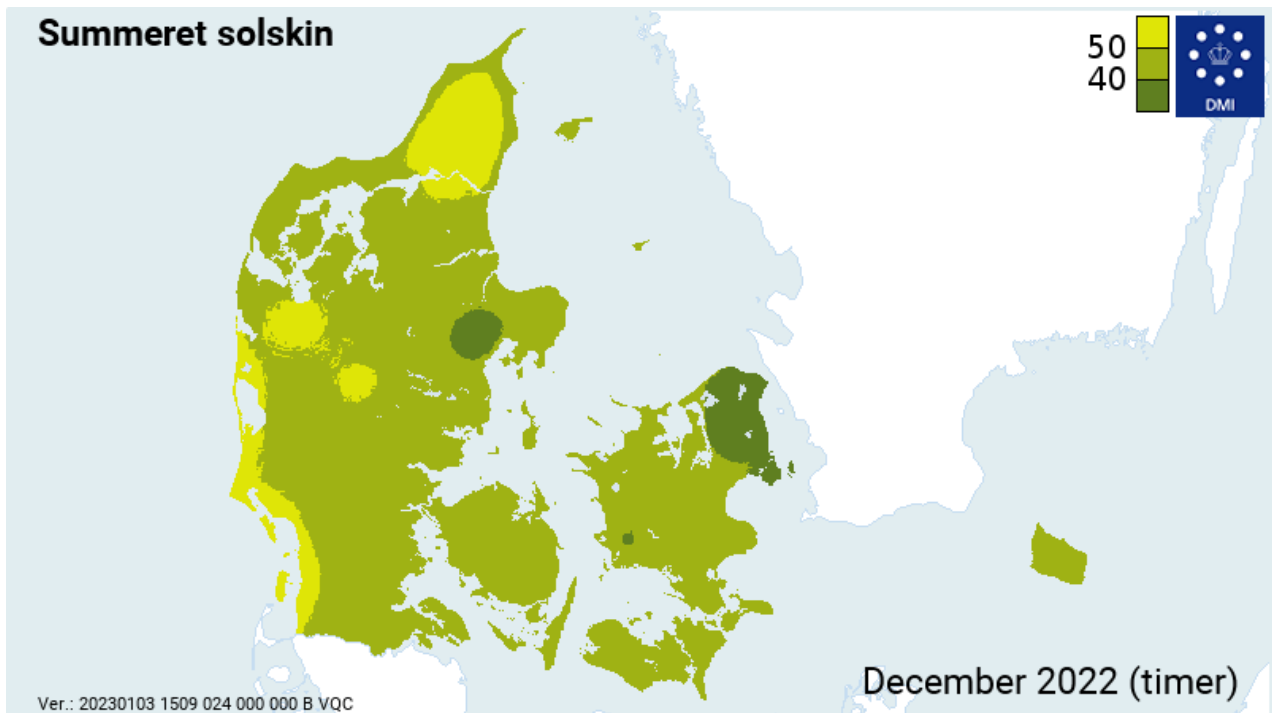 Summeret solskin
50
40
DMI
December 2022 (timer)
Ver.: 20230103 1509 024 000 000 B VQC